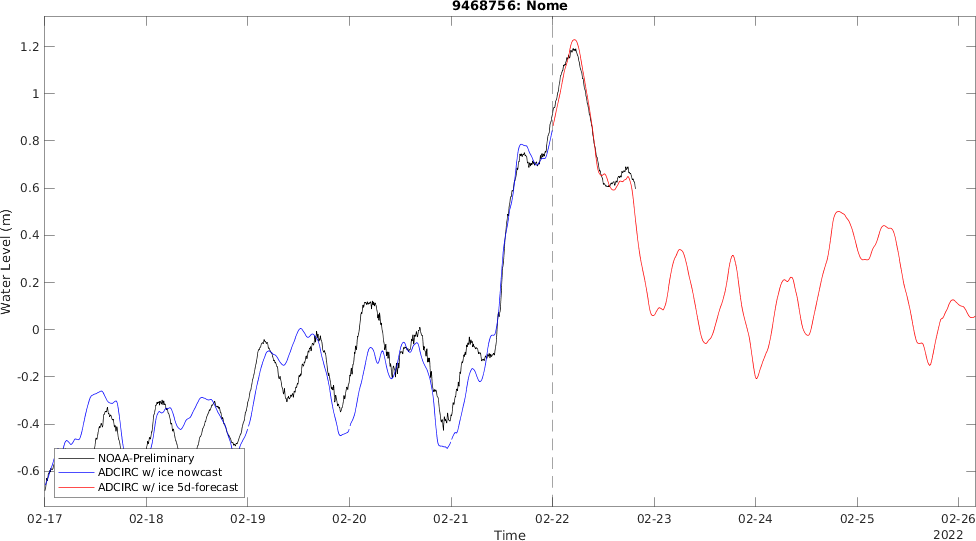 9468756: Nome
1.2
1
0.8
0.6
0.4
0.2
0
-0.2
-0.4
-0.6
Water Level (m)
NOAA-Preliminary
ADCIRC w/ ice nowcast
ADCIRC w/ ice 5d-forecast
02-17 02-18 02-19 02-20 02-21 02-22 02-23 02-24 02-25 02-26
Time
2022